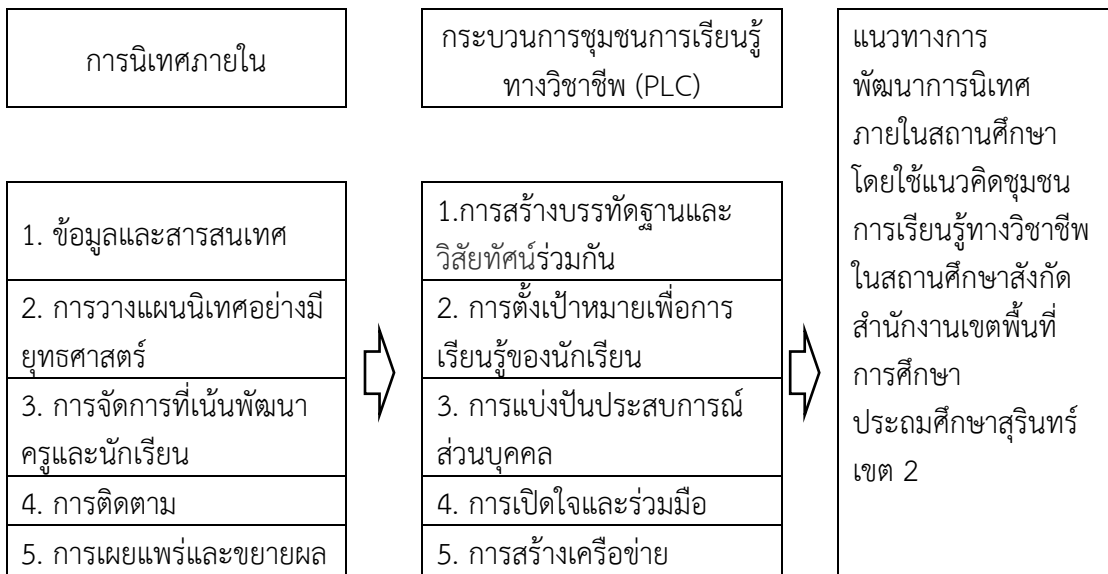 การนิเทศภายใน
กระบวนการชุมชนการเรียนรู้
ทางวิชาชีพ (PLC)
1. ข้อมูลและสารสนเทศ
2. การวางแผนนิเทศอย่างมี
ยุทธศาสตร์
3. การจัดการที่เน้นพัฒนา
ครูและนักเรียน
4. การติดตาม
5. การเผยแพร่และขยายผล
1.การสร้างบรรทัดฐานและ
วิสัยทัศน์ร่วมกัน
2. การตั้งเป้าหมายเพื่อการ
เรียนรู้ของนักเรียน
3. การแบ่งปันประสบการณ์
ส่วนบุคคล
4. การเปิดใจและร่วมมือ
5. การสร้างเครือข่าย
แนวทางการ
พัฒนาการนิเทศ
ภายในสถานศึกษา
โดยใช้แนวคิดชุมชน
การเรียนรู้ทางวิชาชีพ
ในสถานศึกษาสังกัด
สำนักงานเขตพื้นที่
การศึกษา
ประถมศึกษาสุรินทร์
เขต 2